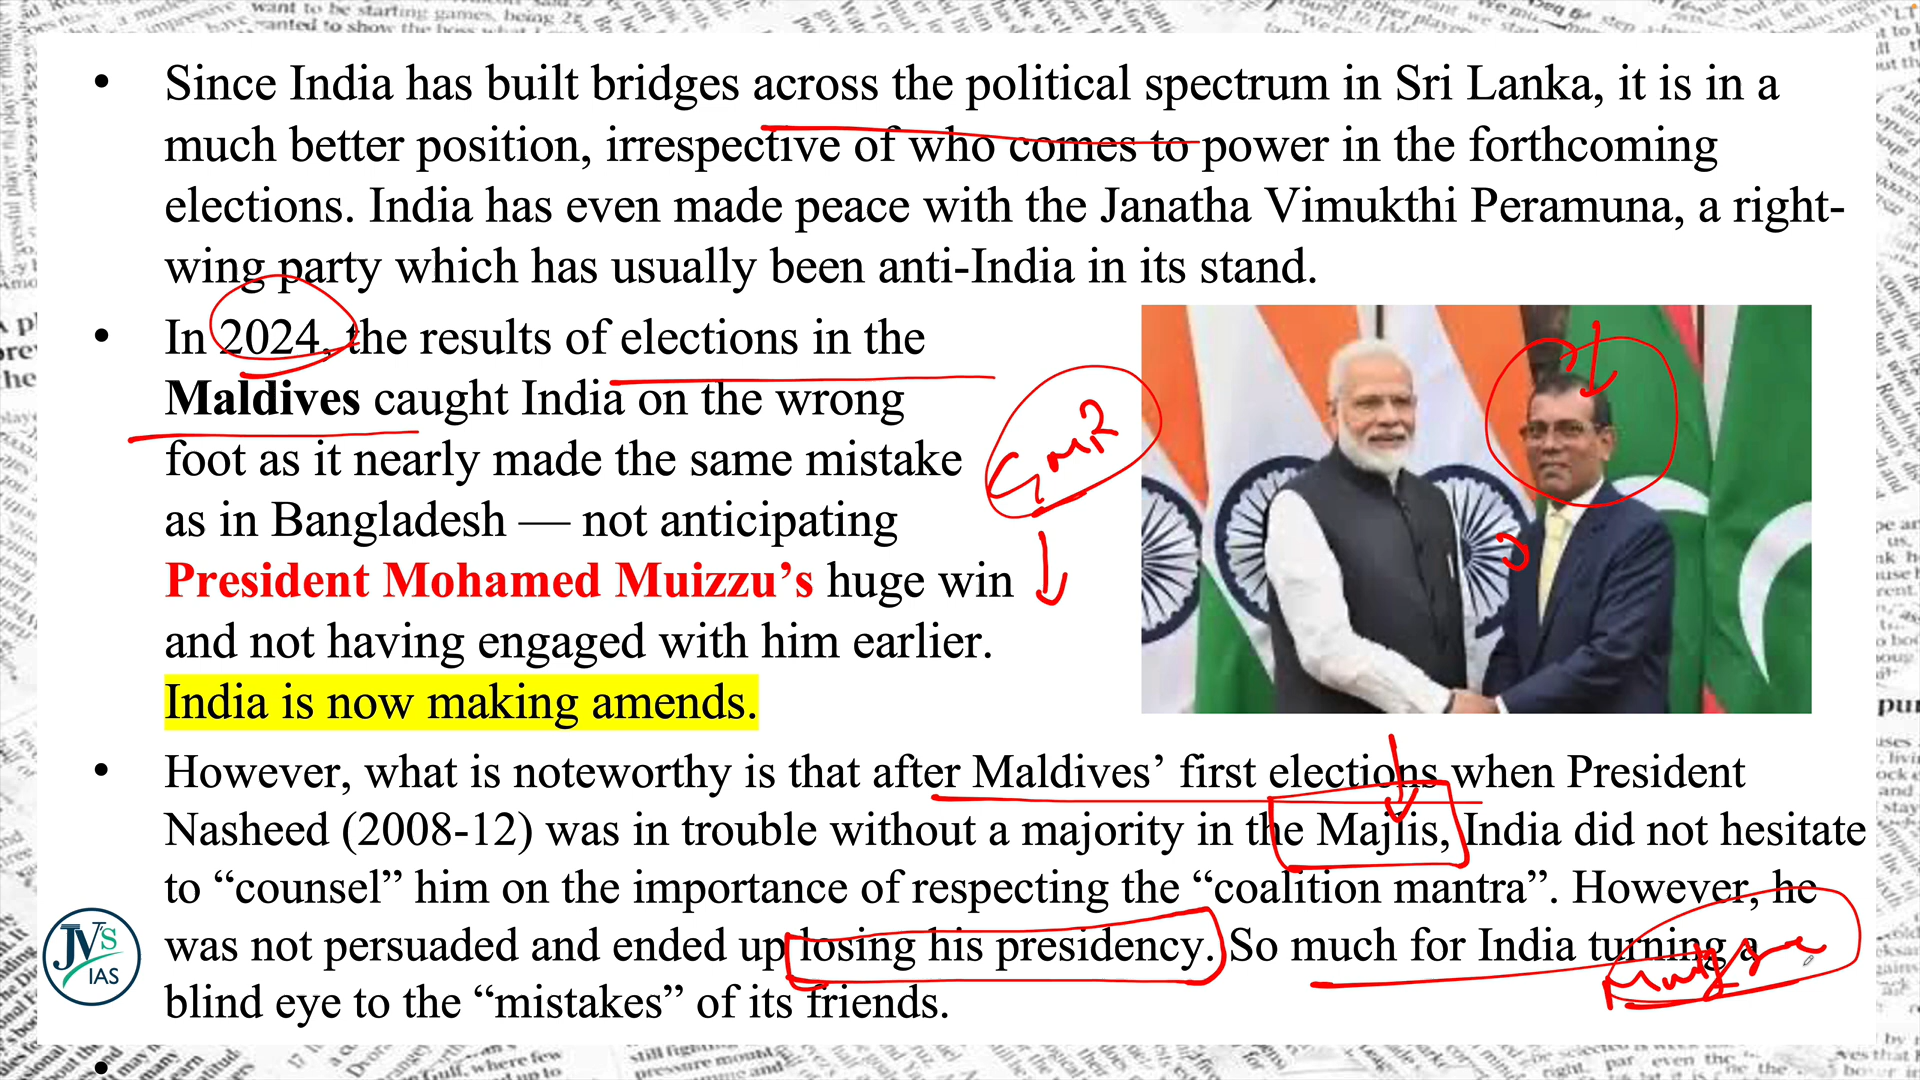 • Since India has built bridges across the political spectrum in Sri Lanka, it is in a
much better position, irrespective of who comes to power in the forthcoming
elections. India has even made peace with the Janatha Vimukthi Peramuna, a right-
wing party which has usually been anti-India in its stand.
• In 2024, the results of elections in the
Maldives caught India on the wrong
foot as it nearly made the same mistake
as in Bangladesh — not anticipating
President Mohamed Muizzu’s huge win
and not having engaged with him earlier.
India is now making amends.
GMR
• However, what is noteworthy is that after Maldives’ first elections when President
Nasheed (2008-12) was in trouble without a majority in the Majlis, India did not hesitate
to “counsel” him on the importance of respecting the “coalition mantra”. However, he
was not persuaded and ended up losing his presidency. So much for India turning a
blind eye to the “mistakes” of its friends.
JV'S
IAS